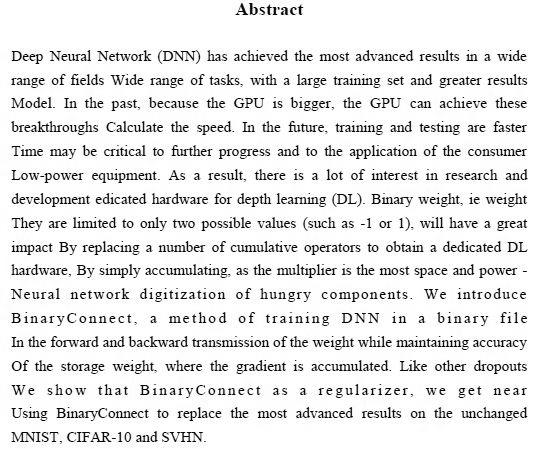 Abstract
Deep Neural Network (DNN) has achieved the most advanced results in a wide
range of fields Wide range of tasks, with a large training set and greater results
Model. In the past, because the GPU is bigger, the GPU can achieve these
breakthroughs Calculate the speed. In the future, training and testing are faster
Time may be critical to further progress and to the application of the consumer
Low-power equipment. As a result, there is a lot of interest in research and
development edicated hardware for depth learning (DL). Binary weight, ie weight
They are limited to only two possible values (such as -1 or 1), will have a great
impact By replacing a number of cumulative operators to obtain a dedicated DL
hardware, By simply accumulating, as the multiplier is the most space and power -
Neural network digitization of hungry components. We introduce
BinaryConnect, a method of training DNN in a binary file
In the forward and backward transmission of the weight while maintaining accuracy
Of the storage weight, where the gradient is accumulated. Like other dropouts
We show that BinaryConnect as a regularizer, we get near
Using BinaryConnect to replace the most advanced results on the unchanged
MNIST, CIFAR-10 and SVHN.